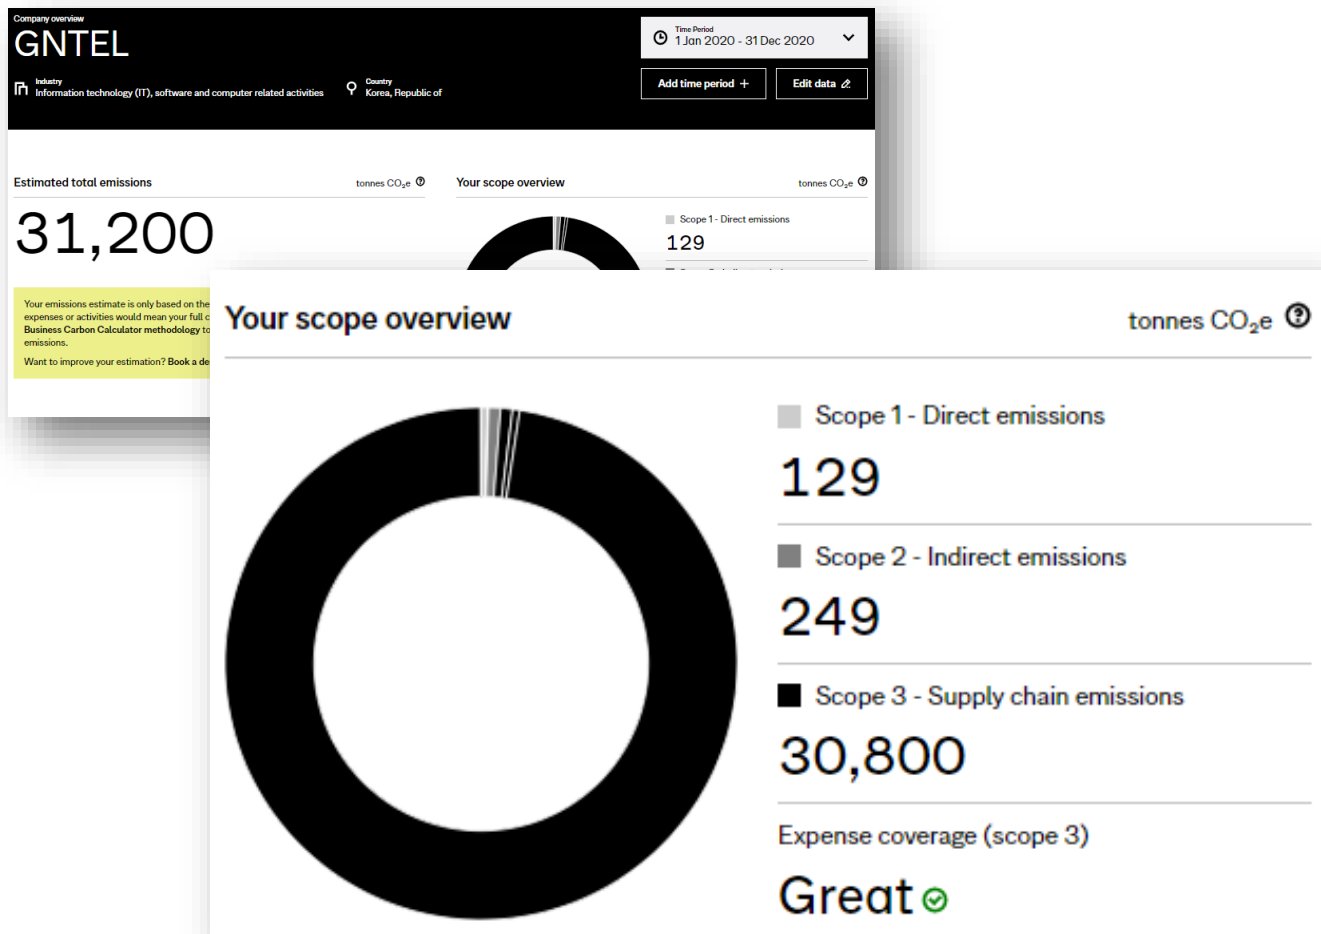 Company overview
GNTEL
Time Period
1 Jan 2020 - 31 Dec 2020
Industry
Information technology (IT), software and computer related activities
Country
Korea, Republic of
Add time period +
Edit data
Estimated total emissions
tonnes CO₂e
31,200
Your scope overview
tonnes CO₂e
Scope 1 - Direct emissions
129
Your emissions estimate is only based on the
expenses or activities would mean your full c
Business Carbon Calculator methodology to
emissions.
Want to improve your estimation? Book a de
Your scope overview
tonnes CO₂e
Scope 1 - Direct emissions
129
Scope 2 - Indirect emissions
249
Scope 3 - Supply chain emissions
30,800
Expense coverage (scope 3)
Great